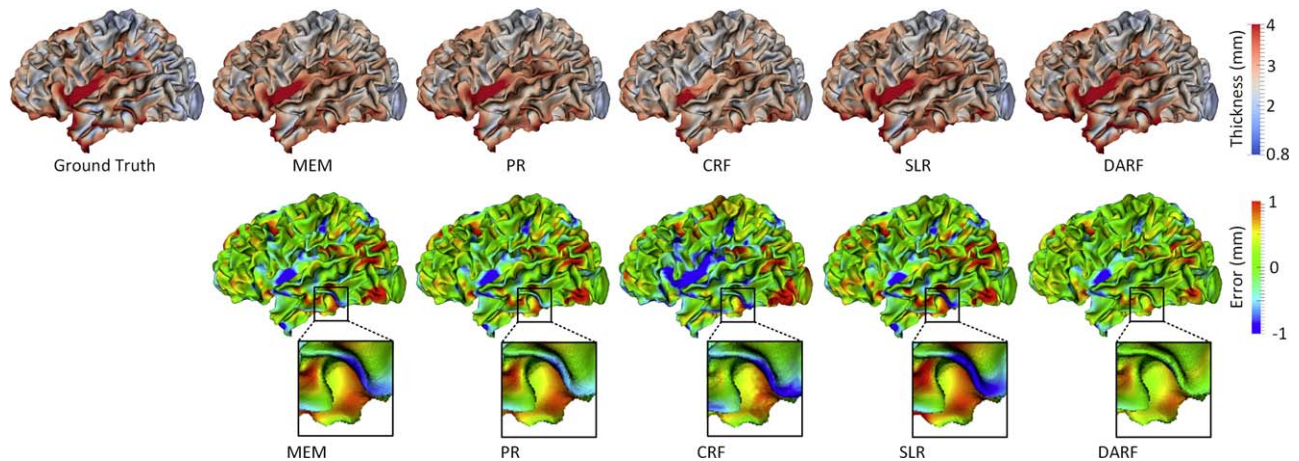 4
Thickness (mm)
2
0.8
Ground Truth
MEM
PR
CRF
SLR
DARF
1
Error (mm)
0
-1
MEM
PR
CRF
SLR
DARF